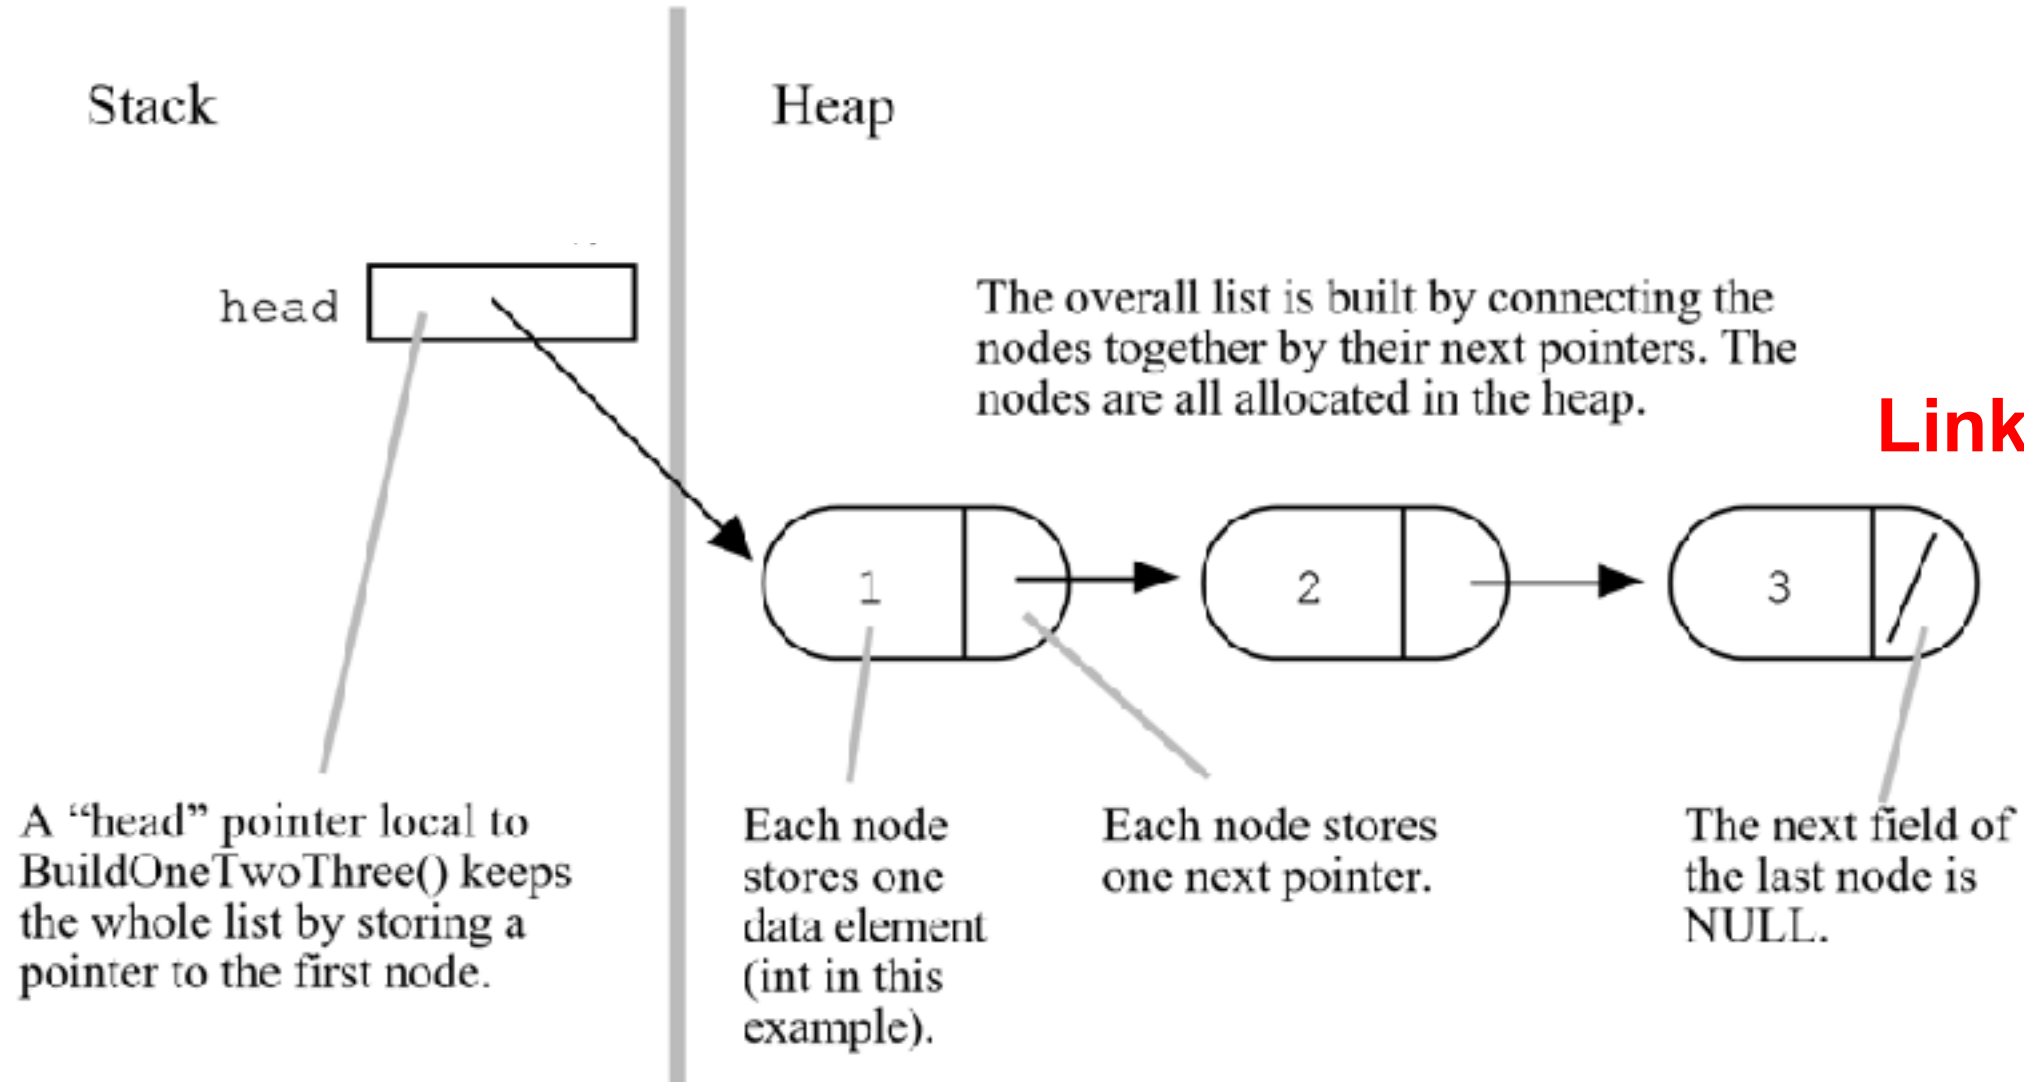 Stack
Heap
head
The overall list is built by connecting the
nodes together by their next pointers. The
nodes are all allocated in the heap.
Link
1
2
3
A “head” pointer local to
BuildOneTwoThree() keeps
the whole list by storing a
pointer to the first node.
Each node
stores one
data element
(int in this
example).
Each node stores
one next pointer.
The next field of
the last node is
NULL.